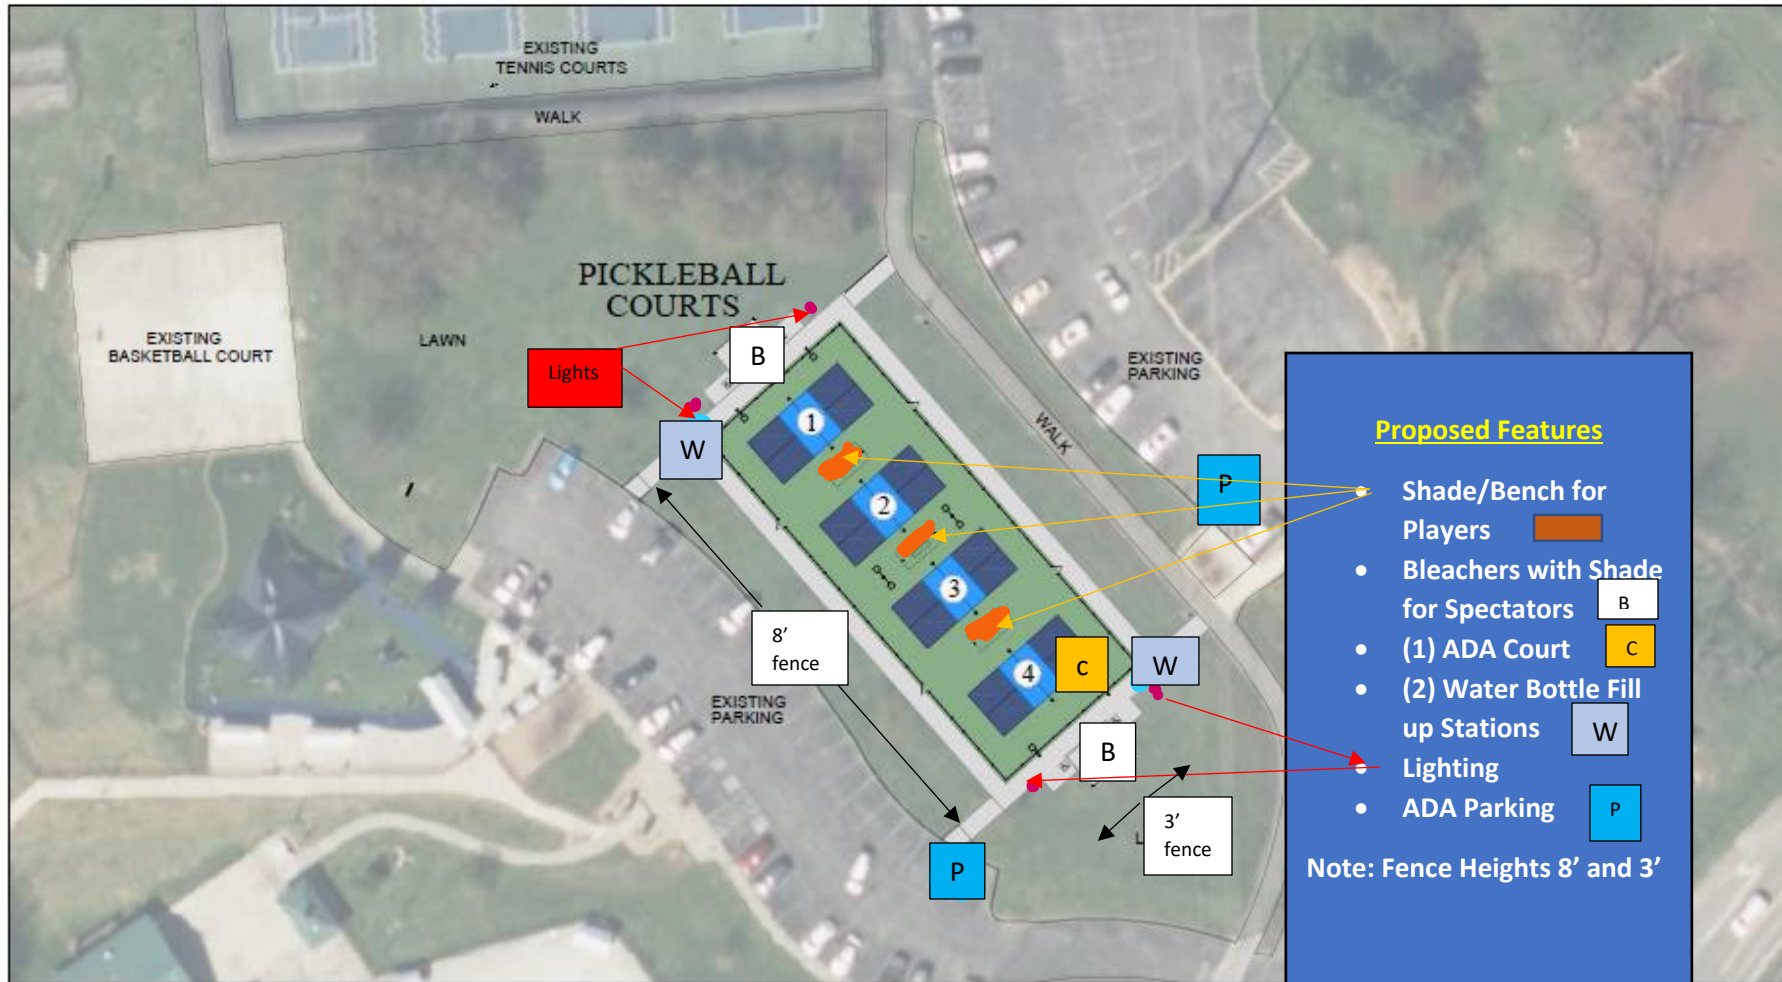 EXISTING
TENNIS COURTS
WALK
PICKLEBALL
COURTS
EXISTING
BASKETBALL COURT
LAWN
Lights
B
W
1
2
3
4
WALK
EXISTING
PARKING
P
C
W
B
8’
fence
EXISTING
PARKING
3’
fence
L
P
Proposed Features
• Shade/Bench for
Players
• Bleachers with Shade
for Spectators B
• (1) ADA Court C
• (2) Water Bottle Fill
up Stations W
• Lighting
• ADA Parking P
Note: Fence Heights 8’ and 3’